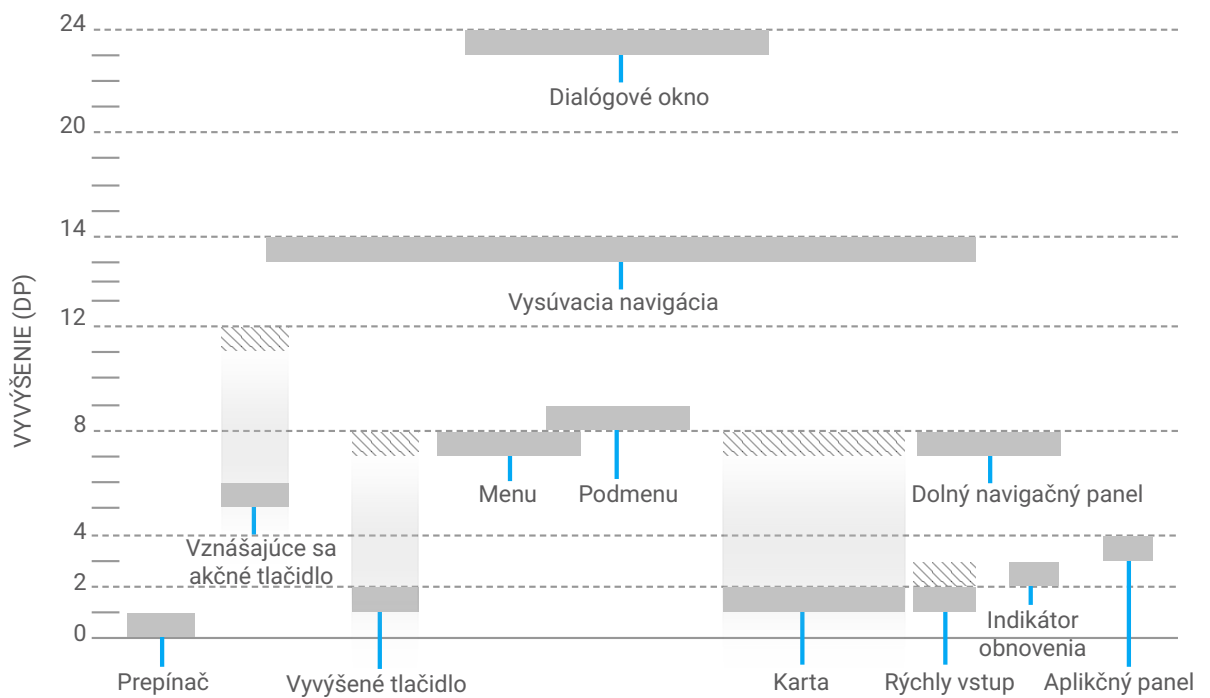 24
Dialógové okno
20
14
Vysúvacia navigácia
12
VYVÝŠENIE (DP)
8
Menu
Podmenu
Dolný navigačný panel
4
Vznášajúce sa
akčné tlačidlo
2
Indikátor
obnovenia
0
Prepínač
Vyvýšené tlačidlo
Karta
Rýchly vstup
Aplikčný panel